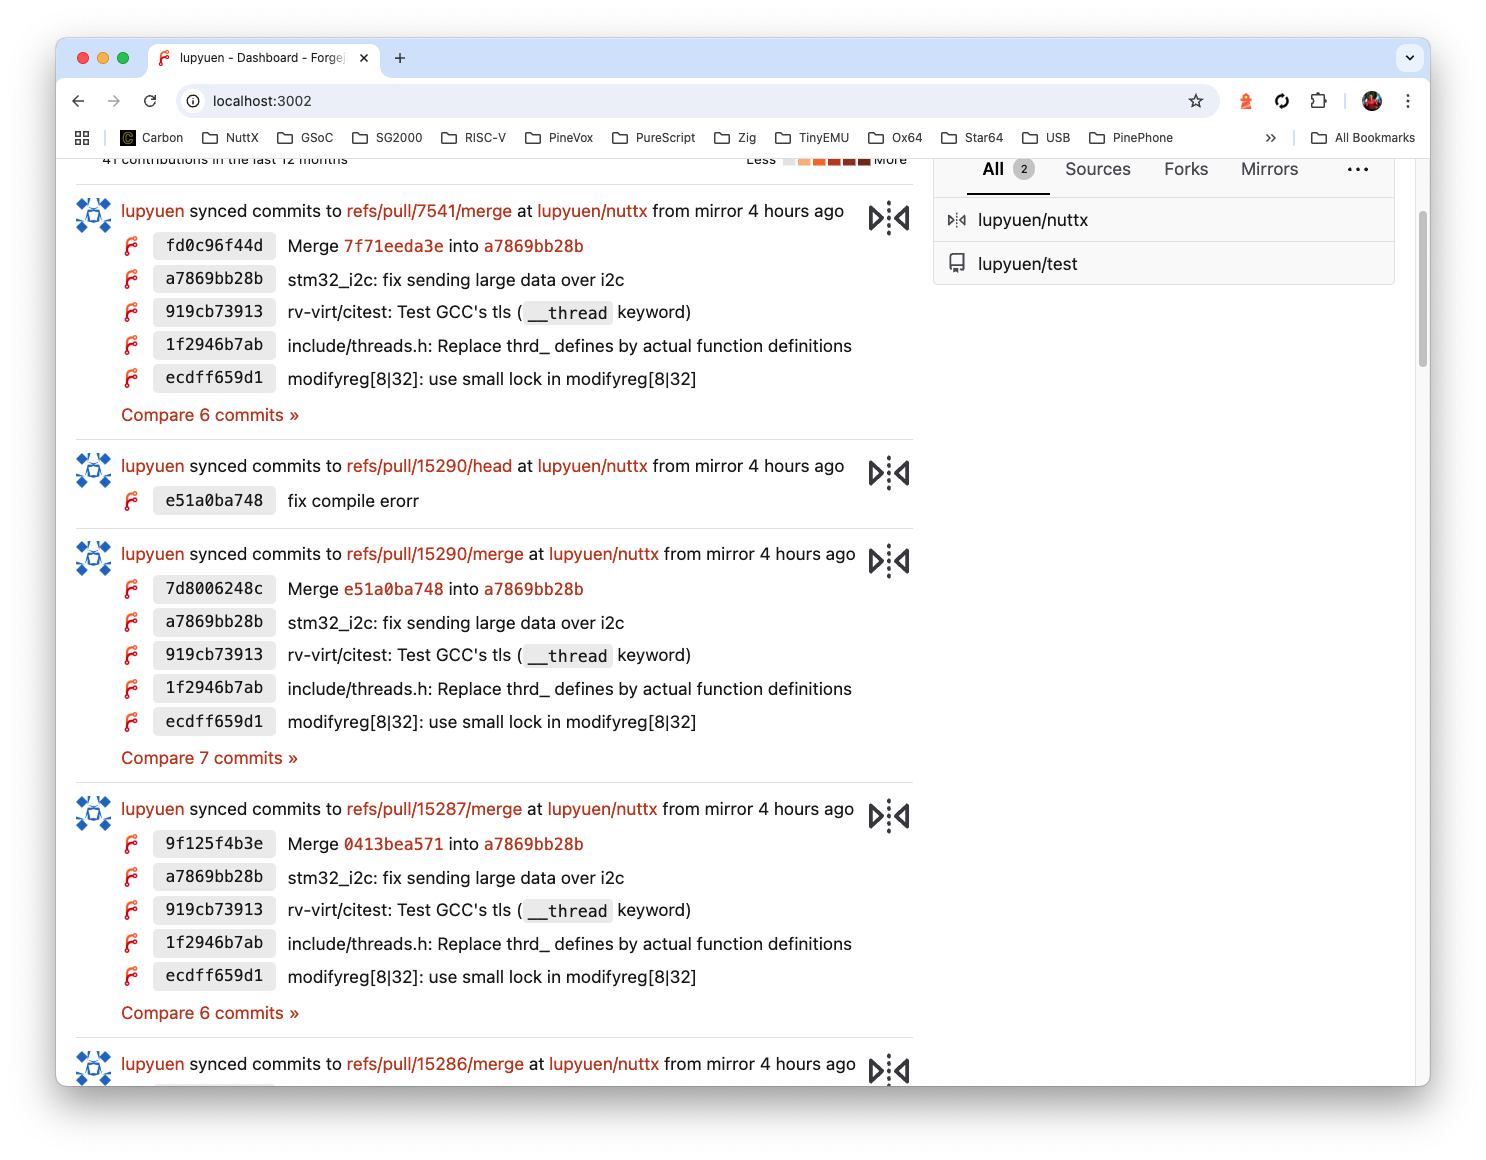 lupyuen - Dashboard - Forge
localhost:3002
Carbon NuttX GSoC SG2000 RISC-V PineVox PureScript Zig TinyEMU Ox64 Star64 USB PinePhone » All Bookmarks
41 contributions in the last 12 months Less More
All 2 Sources Forks Mirrors ...
lupyuen/nuttx
lupyuen/test
lupyuen synced commits to refs/pull/7541/merge at lupyuen/nuttx from mirror 4 hours ago
fd0c96f44d Merge 7f71eeda3e into a7869bb28b
a7869bb28b stm32_i2c: fix sending large data over i2c
919cb73913 rv-virt/citest: Test GCC's tls (__thread keyword)
1f2946b7ab include/threads.h: Replace thrd_ defines by actual function definitions
ecdff659d1 modifyreg[8|32]: use small lock in modifyreg[8|32]
Compare 6 commits »
lupyuen synced commits to refs/pull/15290/head at lupyuen/nuttx from mirror 4 hours ago
e51a0ba748 fix compile erorr
lupyuen synced commits to refs/pull/15290/merge at lupyuen/nuttx from mirror 4 hours ago
7d8006248c Merge e51a0ba748 into a7869bb28b
a7869bb28b stm32_i2c: fix sending large data over i2c
919cb73913 rv-virt/citest: Test GCC's tls (__thread keyword)
1f2946b7ab include/threads.h: Replace thrd_ defines by actual function definitions
ecdff659d1 modifyreg[8|32]: use small lock in modifyreg[8|32]
Compare 7 commits »
lupyuen synced commits to refs/pull/15287/merge at lupyuen/nuttx from mirror 4 hours ago
9f125f4b3e Merge 0413bea571 into a7869bb28b
a7869bb28b stm32_i2c: fix sending large data over i2c
919cb73913 rv-virt/citest: Test GCC's tls (__thread keyword)
1f2946b7ab include/threads.h: Replace thrd_ defines by actual function definitions
ecdff659d1 modifyreg[8|32]: use small lock in modifyreg[8|32]
Compare 6 commits »
lupyuen synced commits to refs/pull/15286/merge at lupyuen/nuttx from mirror 4 hours ago